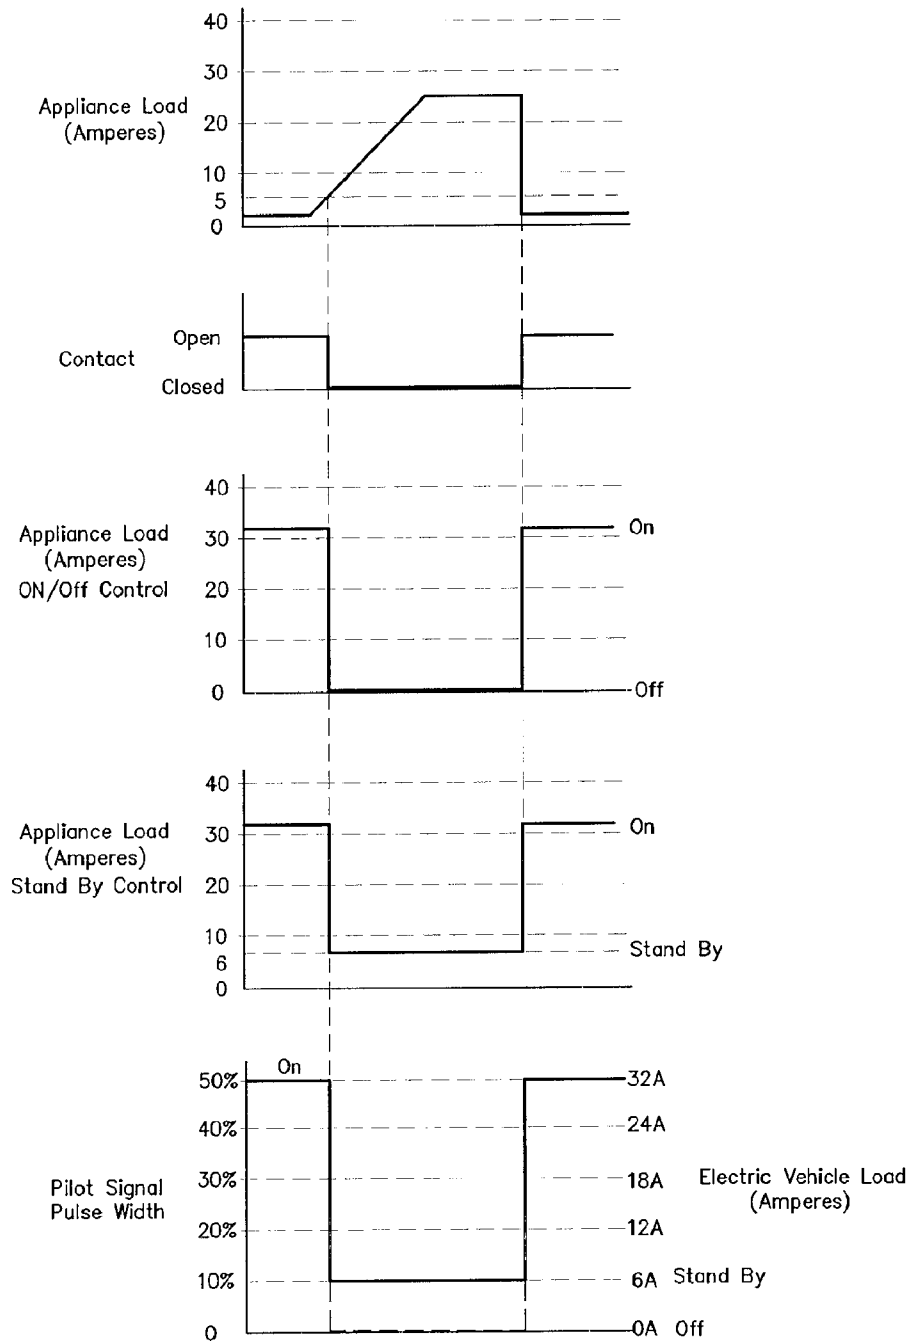 40
30
Appliance Load
(Amperes)
20
10
5
0
Open
Contact
Closed
40
Appliance Load
(Amperes)
ON/Off Control
30
On
20
10
0
Off
40
Appliance Load
(Amperes)
Stand By Control
30
On
20
10
6
Stand By
0
On
50%
32A
40%
24A
Pilot Signal
Pulse Width
30%
18A
Electric Vehicle Load
(Amperes)
20%
12A
10%
6A Stand By
0
0A Off